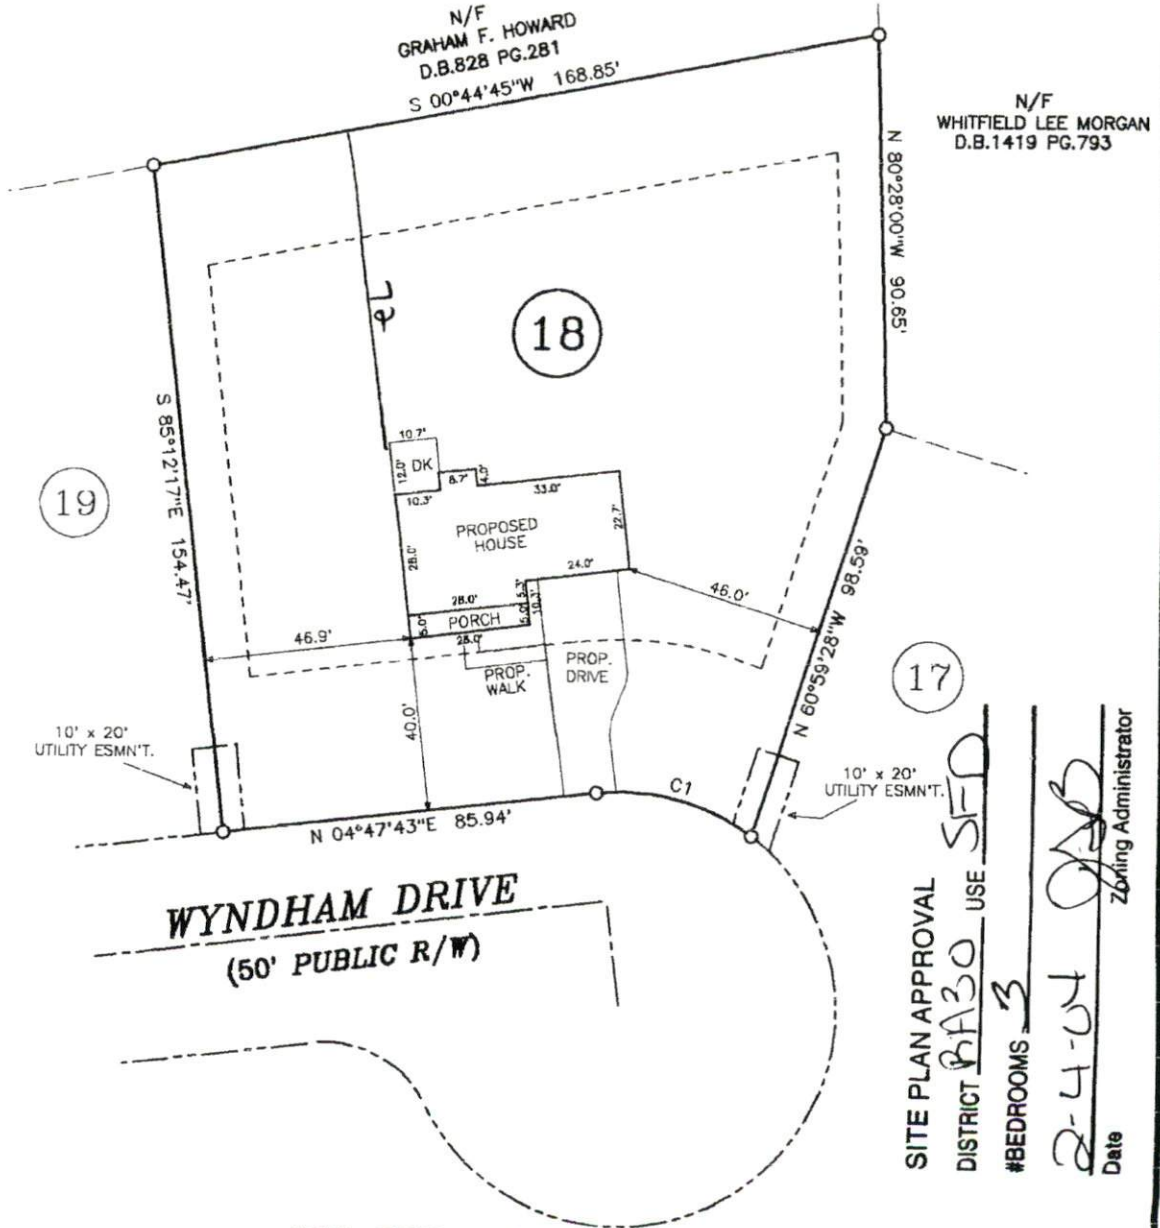 N/F
GRAHAM F. HOWARD
D.B.828 PG.281
S 00°44'45"W 168.85'
N/F
WHITFIELD LEE MORGAN
D.B.1419 PG.793
N 80°28'00"W 90.65'
18
19
S 85°12'17"E 154.47'
10.7'
12.0'
DK
8.7'
4.0'
33.0'
10.3'
PROPOSED
HOUSE
22.7'
28.0'
24.0'
5.3'
10.3'
28.0'
PORCH
5.0'
5.0'
28.0'
46.9'
46.0'
N 60°59'28"W 98.59'
PROP.
WALK
PROP.
DRIVE
40.0'
17
10' x 20'
UTILITY ESMN'T.
10' x 20'
UTILITY ESMN'T.
C1
N 04°47'43"E 85.94'
WYNDHAM DRIVE
(50' PUBLIC R/W)
SITE PLAN APPROVAL
DISTRICT RA30 USE SFD
#BEDROOMS 3
2-4-04
Date Zoning Administrator